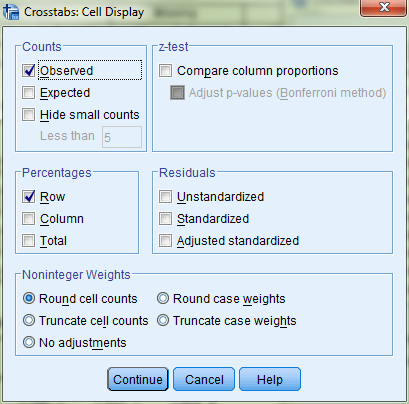 Crosstabs: Cell Display
Counts
Observed
Expected
Hide small counts
Less than 5
z-test
Compare column proportions
Adjust p-values (Bonferroni method)
Percentages
Row
Column
Total
Residuals
Unstandardized
Standardized
Adjusted standardized
Noninteger Weights
Round cell counts Round case weights
Truncate cell counts Truncate case weights
No adjustments
Continue Cancel Help